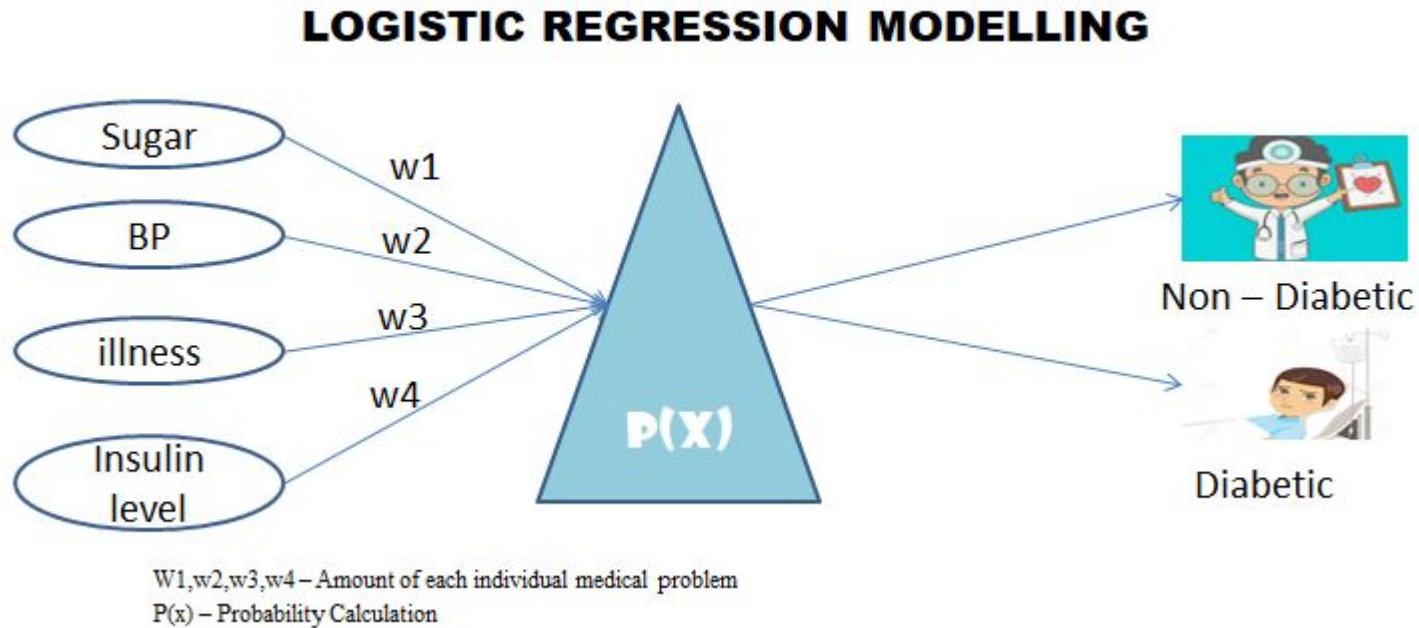 LOGISTIC REGRESSION MODELLING
Sugar
w1
BP
w2
illness
w3
Insulin
level
w4
P(X)
Non – Diabetic
Diabetic
W1,w2,w3,w4 – Amount of each individual medical problem
P(x) – Probability Calculation